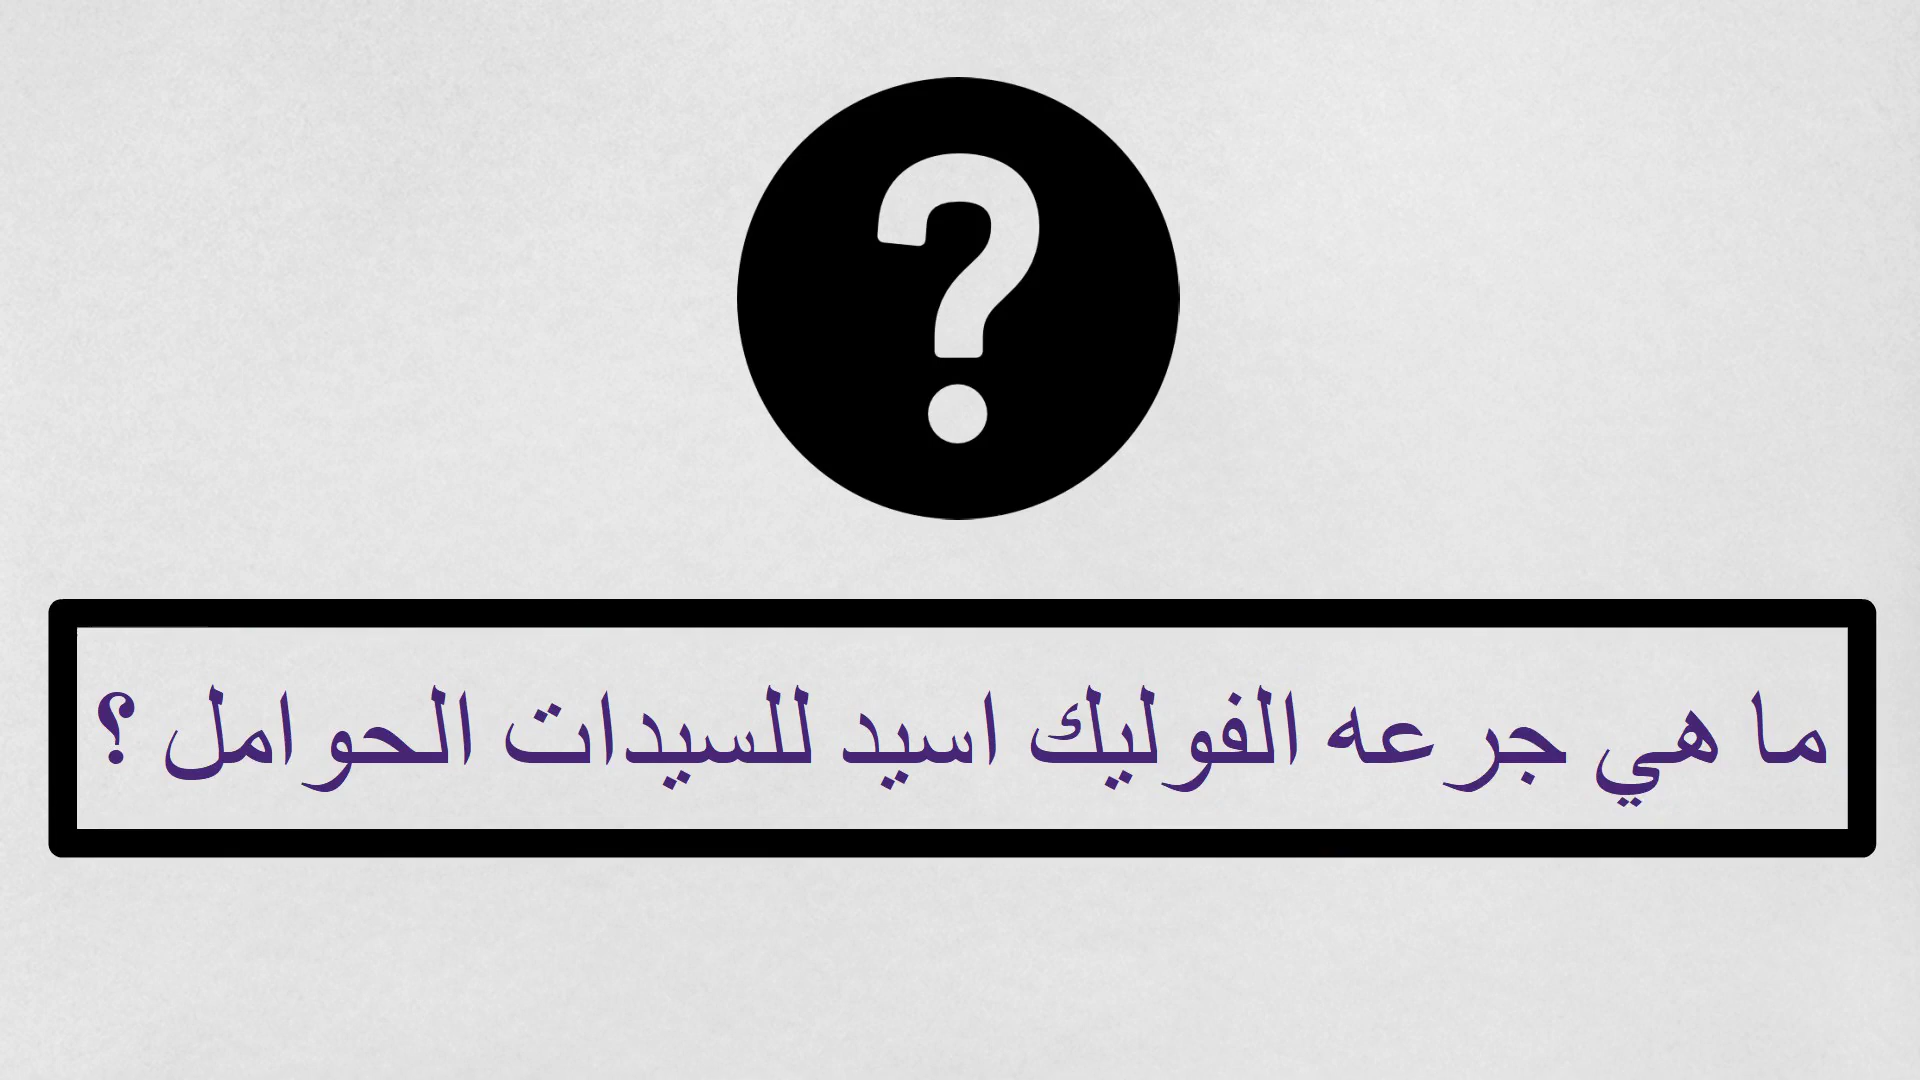 ما هي جرعه الفوليك اسيد للسيدات الحوامل ؟